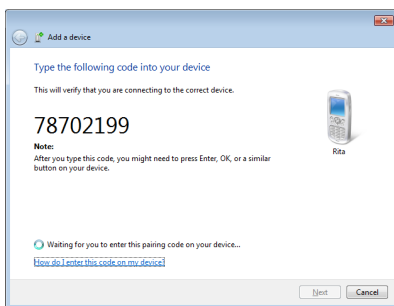 Add a device
Type the following code into your device
This will verify that you are connecting to the correct device.
78702199
Note:
After you type this code, you might need to press Enter, OK, or a similar
button on your device.
Rita
Waiting for you to enter this pairing code on your device...
How do I enter this code on my device?
Next Cancel